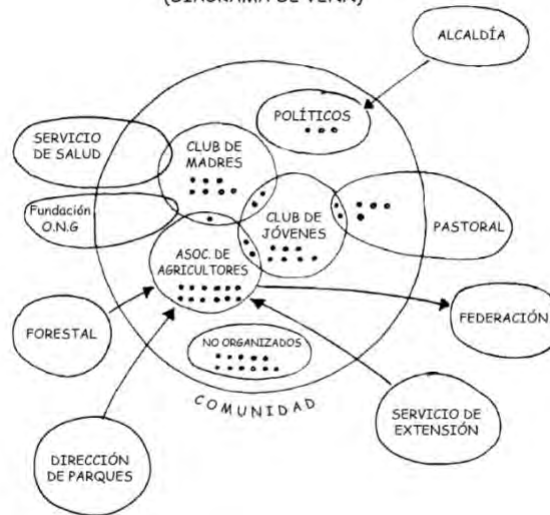 (DIAGRAMA DE VENN)
ALCALDÍA
POLÍTICOS
SERVICIO
DE SALUD
CLUB DE
MADRES
Fundación
O.N.G
CLUB DE
JÓVENES
PASTORAL
ASOC. DE
AGRICULTORES
FORESTAL
FEDERACIÓN
NO ORGANIZADOS
COMUNIDAD
SERVICIO DE
EXTENSIÓN
DIRECCIÓN
DE PARQUES